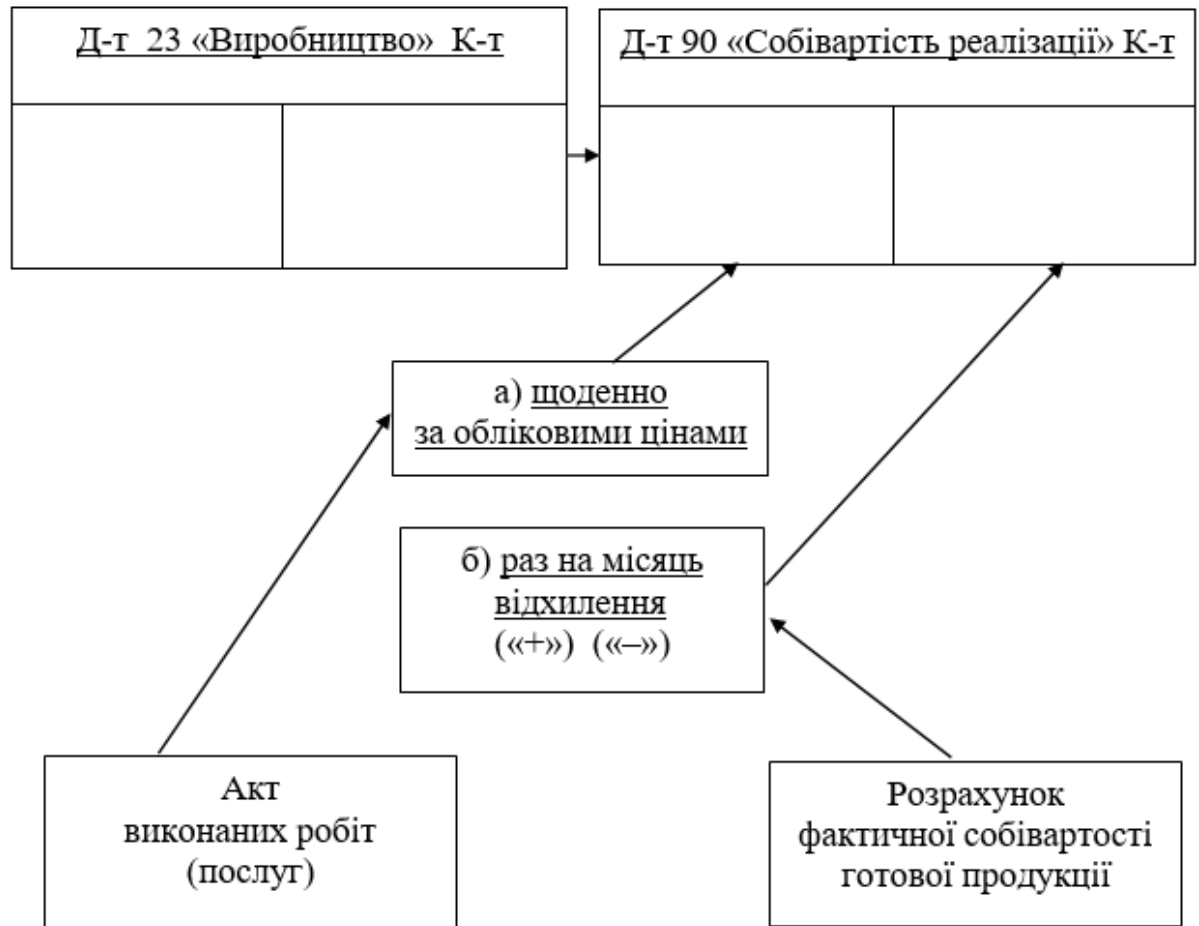 Д-т 23 «Виробництво» К-т
Д-т 90 «Собівартість реалізації» К-т
а) щоденно
за обліковими цінами
б) раз на місяць
відхилення
(«+») («–»)
Акт
виконаних робіт
(послуг)
Розрахунок
фактичної собівартості
готової продукції